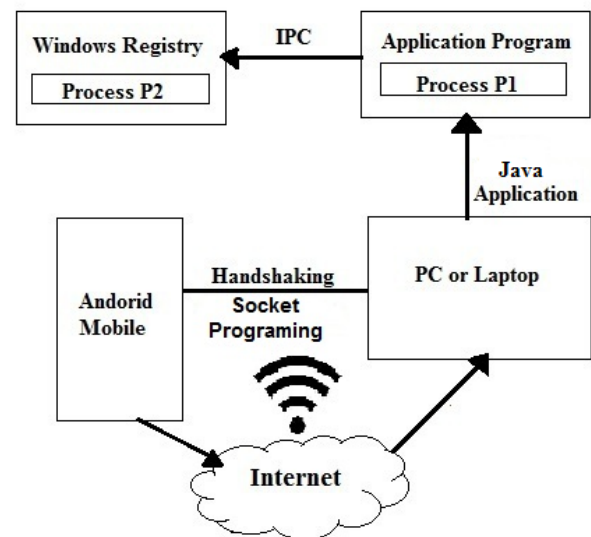 Windows Registry
Process P2
IPC
Application Program
Process P1
Java
Application
Andorid
Mobile
Handshaking
Socket
Programing
PC or Laptop
Internet